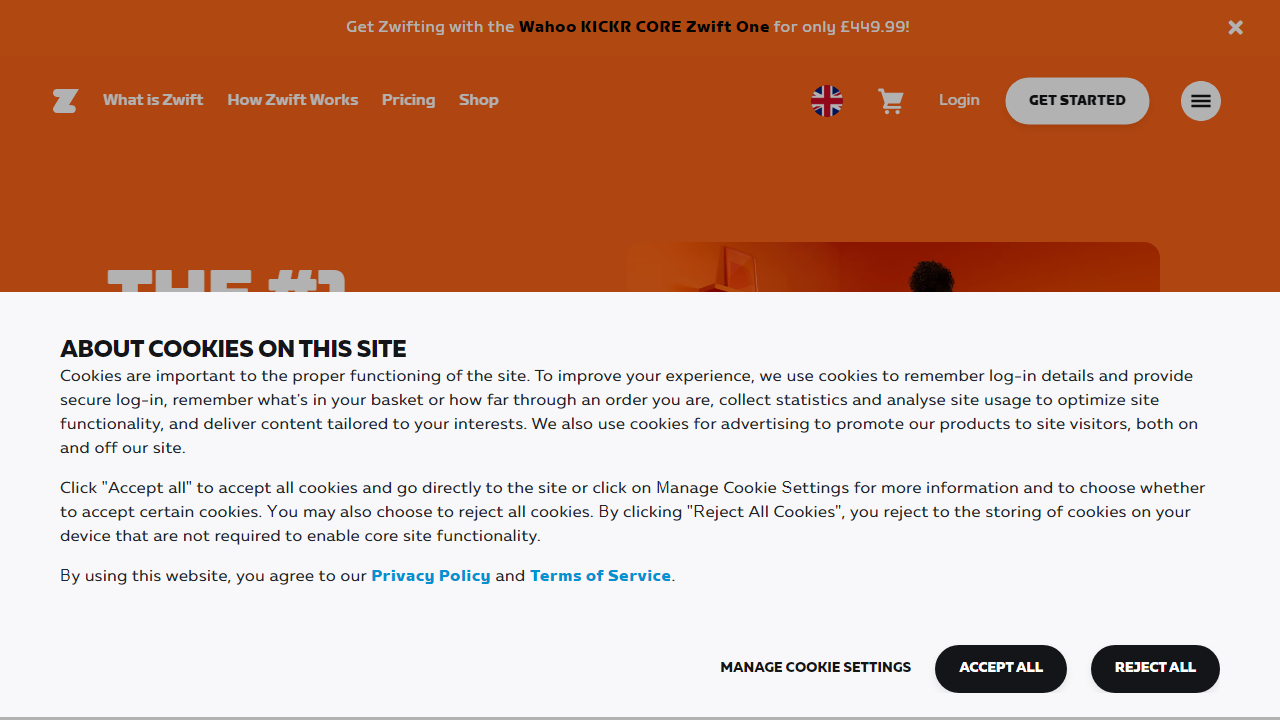 Get Zwifting with the Wahoo KICKR CORE Zwift One for only £449.99!
What is Zwift How Zwift Works Pricing Shop Login GET STARTED
THE #1
ABOUT COOKIES ON THIS SITE
Cookies are important to the proper functioning of the site. To improve your experience, we use cookies to remember log-in details and provide
secure log-in, remember what's in your basket or how far through an order you are, collect statistics and analyse site usage to optimize site
functionality, and deliver content tailored to your interests. We also use cookies for advertising to promote our products to site visitors, both on
and off our site.
Click "Accept all" to accept all cookies and go directly to the site or click on Manage Cookie Settings for more information and to choose whether
to accept certain cookies. You may also choose to reject all cookies. By clicking "Reject All Cookies", you reject to the storing of cookies on your
device that are not required to enable core site functionality.
By using this website, you agree to our Privacy Policy and Terms of Service.
MANAGE COOKIE SETTINGS ACCEPT ALL REJECT ALL